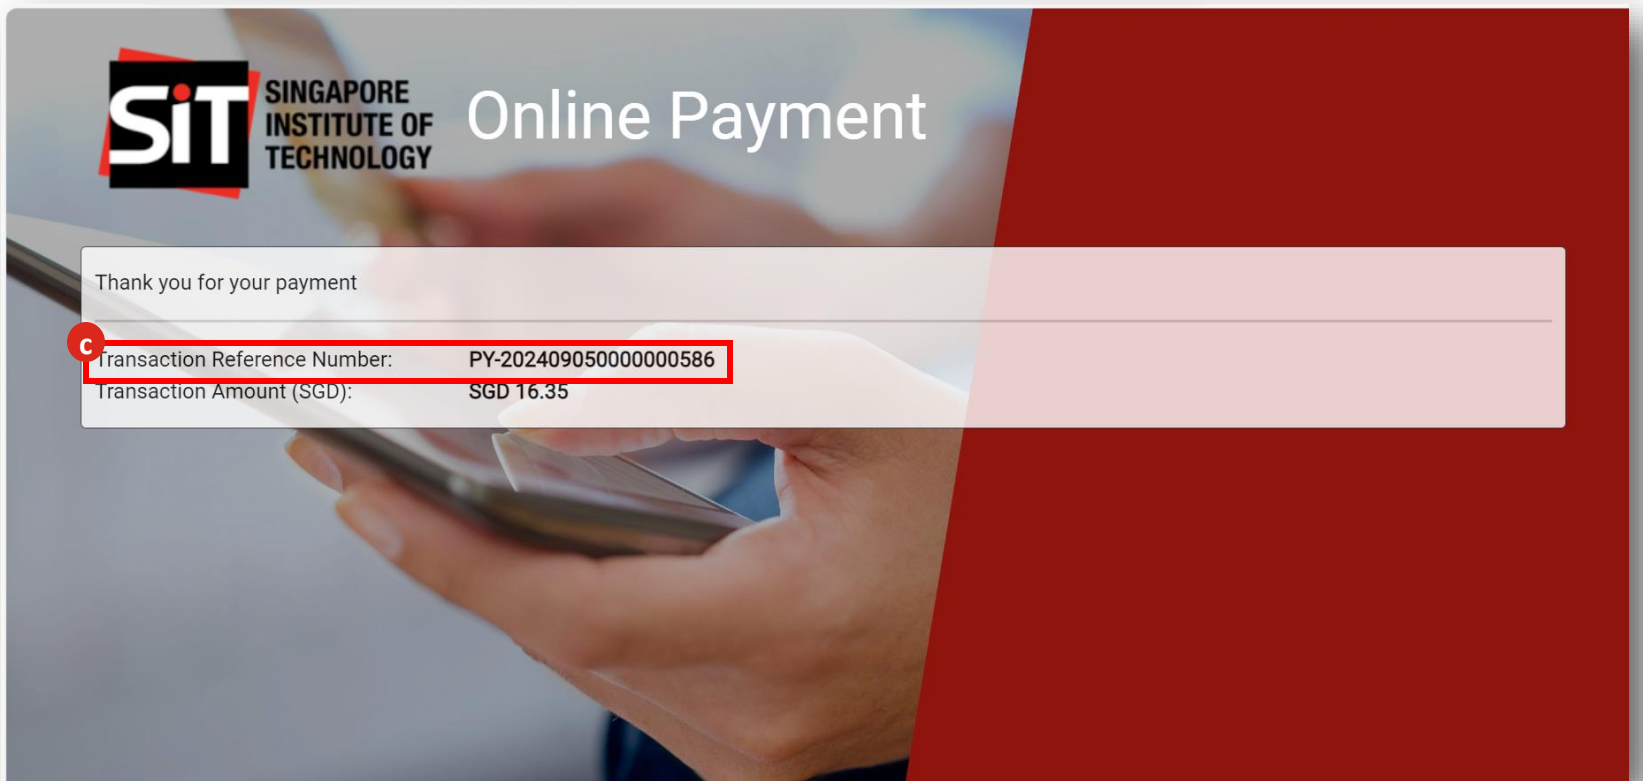 SiT
SINGAPORE
INSTITUTE OF
TECHNOLOGY
Online Payment
Thank you for your payment
c
Transaction Reference Number: PY-202409050000000586
Transaction Amount (SGD): SGD 16.35